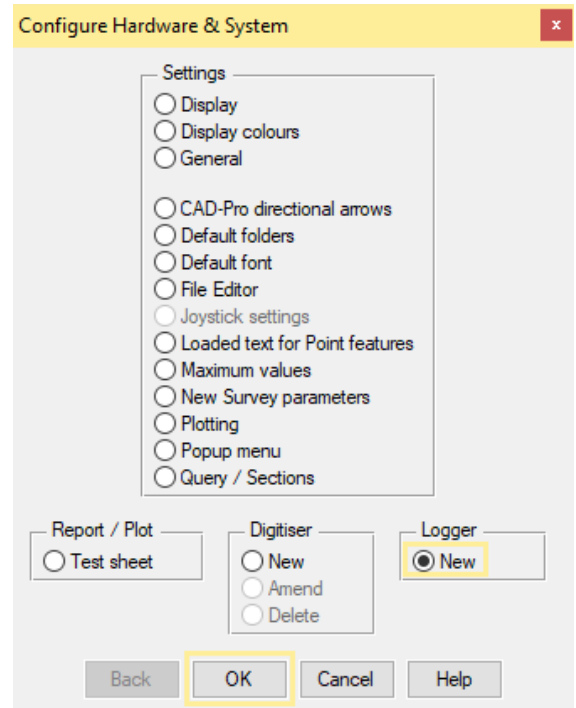 Configure Hardware & System
x
Settings
Display
Display colours
General
CAD-Pro directional arrows
Default folders
Default font
File Editor
Joystick settings
Loaded text for Point features
Maximum values
New Survey parameters
Plotting
Popup menu
Query / Sections
Report / Plot
Test sheet
Digitiser
New
Amend
Delete
Logger
New
Back OK Cancel Help